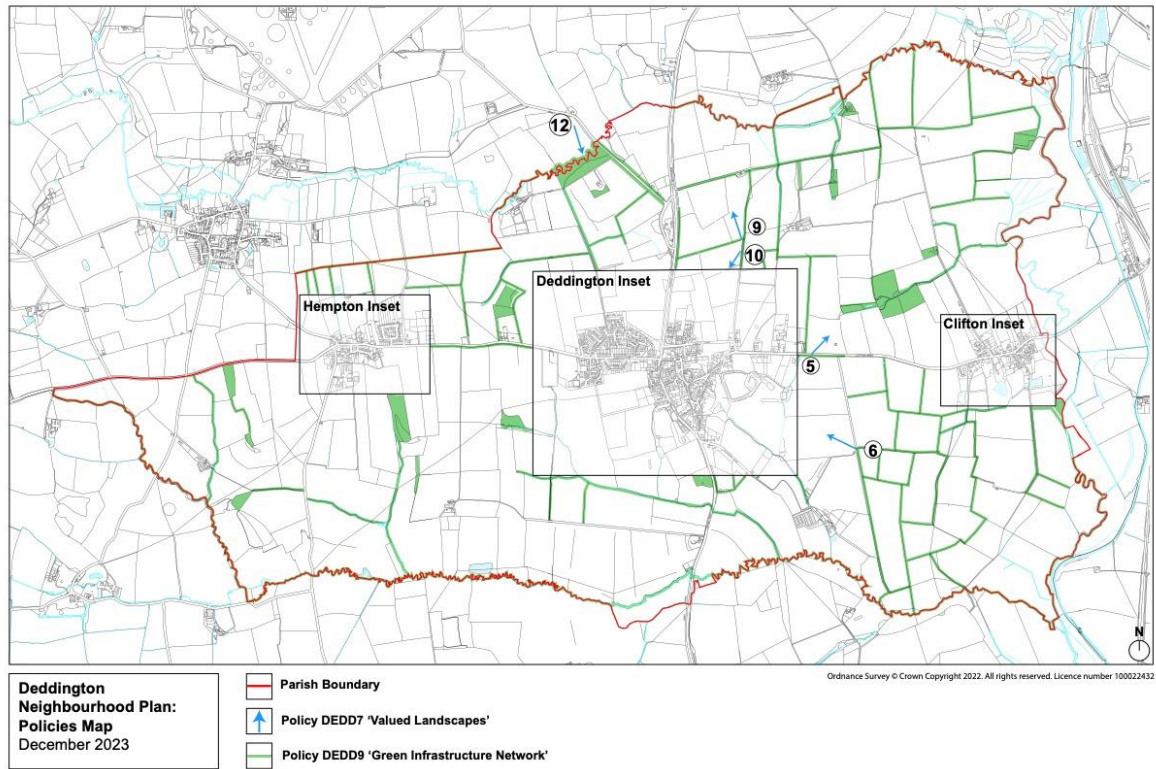 12
9
10
Deddington Inset
Hempton Inset
Clifton Inset
5
6
N
Ordnance Survey © Crown Copyright 2022. All rights reserved. Licence number 100022432
Deddington
Neighbourhood Plan:
Policies Map
December 2023
Parish Boundary
Policy DEDD7 ‘Valued Landscapes’
Policy DEDD9 ‘Green Infrastructure Network’